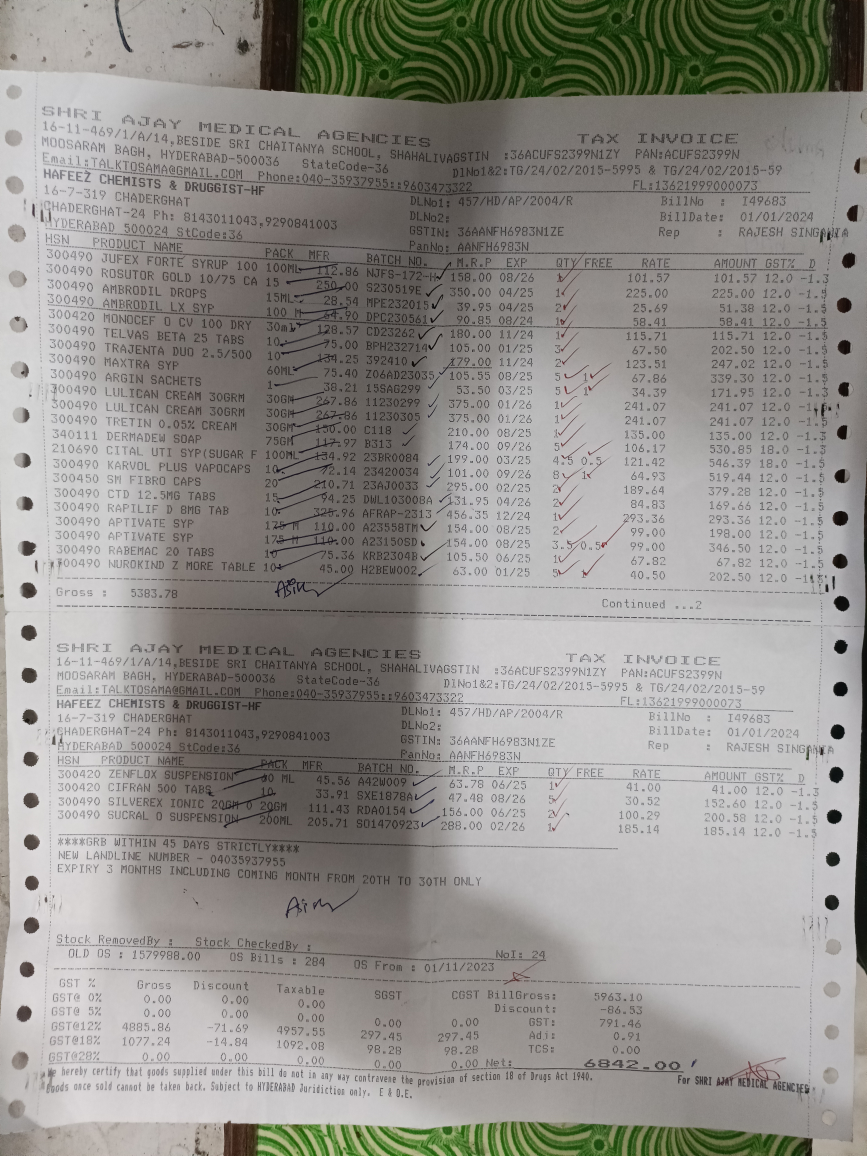 SHRI AJAY MEDICAL AGENCIES TAX INVOICE
16-11-469/1/A/14,BESIDE SRI CHAITANYA SCHOOL, SHAHALIVAGSTIN :36ACUFS2399N1ZY PAN:ACUFS2399N
MOOSARAM BAGH, HYDERABAD-500036 StateCode-36 DlNo1&2:TG/24/02/2015-5995 & TG/24/02/2015-59
Email:TALKTOSAMA@GMAIL.COM Phone:040-35937955::9603473322 FL:13621999000073
HAFEEZ CHEMISTS & DRUGGIST-HF DLNo1: 457/HD/AP/2004/R BillNo : I49683
16-7-319 CHADERGHAT DLNo2: BillDate: 01/01/2024
CHADERGHAT-24 Ph: 8143011043,9290841003 GSTIN: 36AANFH6983N1ZE Rep : RAJESH SINGANIA
HYDERABAD 500024 StCode:36 PanNo: AANFH6983N
HSN PRODUCT NAME PACK MFR BATCH NO. M.R.P EXP QTY FREE RATE AMOUNT GST% D
300490 JUFEX FORTE SYRUP 100 100ML 112.86 NJFS-172-H 158.00 08/26 1 101.57 101.57 12.0 -1.3
300490 ROSUTOR GOLD 10/75 CA 15 250.00 S230519E 350.00 04/25 1 225.00 225.00 12.0 -1.5
300490 AMBRODIL DROPS 15ML 28.54 MPE232015 39.95 04/25 2 25.69 51.38 12.0 -1.5
300490 AMBRODIL LX SYP 100 M 64.90 DPC230561 90.85 08/24 1 58.41 58.41 12.0 -1.5
300420 MONOCEF O CV 100 DRY 30ml 128.57 CD23262 180.00 11/24 1 115.71 115.71 12.0 -1.5
300490 TELVAS BETA 25 TABS 10 75.00 BPH232714 105.00 01/25 3 67.50 202.50 12.0 -1.5
300490 TRAJENTA DUO 2.5/500 10 134.25 392410 179.00 11/24 2 123.51 247.02 12.0 -1.5
300490 MAXTRA SYP 60ML 75.40 Z06AD23035 105.55 08/25 5 1 67.86 339.30 12.0 -1.5
300490 ARGIN SACHETS 1 38.21 15SAG299 53.50 03/25 5 1 34.39 171.95 12.0 -1.3
300490 LULICAN CREAM 30GRM 30GM 267.86 11230299 375.00 01/26 1 241.07 241.07 12.0 -1.5
300490 LULICAN CREAM 30GRM 30GM 267.86 11230305 375.00 01/26 1 241.07 241.07 12.0 -1.5
300490 TRETIN 0.05% CREAM 30GM 150.00 C118 210.00 08/25 1 135.00 135.00 12.0 -1.3
340111 DERMADEW SOAP 75GM 117.97 B313 174.00 09/26 5 106.17 530.85 18.0 -1.5
210690 CITAL UTI SYP(SUGAR F 100ML 134.92 23BR0084 199.00 03/25 4.5 0.5 121.42 546.39 18.0 -1.5
300490 KARVOL PLUS VAPOCAPS 10 72.14 23420034 101.00 09/26 8 1 64.93 519.44 12.0 -1.5
300450 SM FIBRO CAPS 20 210.71 23AJ0033 295.00 02/25 2 189.64 379.28 12.0 -1.5
300490 CTD 12.5MG TABS 15 94.25 DWL10300BA 131.95 04/26 2 84.83 169.66 12.0 -1.5
300490 RAPILIF D 8MG TAB 10 325.96 AFRAP-2313 456.35 12/24 1 293.36 293.36 12.0 -1.5
300490 APTIVATE SYP 175 M 110.00 A23558TM 154.00 08/25 2 99.00 198.00 12.0 -1.5
300490 APTIVATE SYP 175 M 110.00 A23150SD 154.00 08/25 3.5 0.5 99.00 346.50 12.0 -1.5
300490 RABEMAC 20 TABS 10 75.36 KRB2304B 105.50 06/25 1 67.82 67.82 12.0 -1.5
300490 NUROKIND Z MORE TABLE 10 45.00 H2BEW002 63.00 01/25 5 1 40.50 202.50 12.0 -1.5
Gross : 5383.78 Continued ...2
SHRI AJAY MEDICAL AGENCIES TAX INVOICE
16-11-469/1/A/14,BESIDE SRI CHAITANYA SCHOOL, SHAHALIVAGSTIN :36ACUFS2399N1ZY PAN:ACUFS2399N
MOOSARAM BAGH, HYDERABAD-500036 StateCode-36 DlNo1&2:TG/24/02/2015-5995 & TG/24/02/2015-59
Email:TALKTOSAMA@GMAIL.COM Phone:040-35937955::9603473322 FL:13621999000073
HAFEEZ CHEMISTS & DRUGGIST-HF DLNo1: 457/HD/AP/2004/R BillNo : I49683
16-7-319 CHADERGHAT DLNo2: BillDate: 01/01/2024
CHADERGHAT-24 Ph: 8143011043,9290841003 GSTIN: 36AANFH6983N1ZE Rep : RAJESH SINGANIA
HYDERABAD 500024 StCode:36 PanNo: AANFH6983N
HSN PRODUCT NAME PACK MFR BATCH NO. M.R.P EXP QTY FREE RATE AMOUNT GST% D
300420 ZENFLOX SUSPENSION 30 ML 45.56 A42W009 63.78 06/25 1 41.00 41.00 12.0 -1.3
300420 CIFRAN 500 TABS 10 33.91 SXE1878A 47.48 08/26 5 30.52 152.60 12.0 -1.5
300490 SILVEREX IONIC 20GM 0 20GM 111.43 RDA0154 156.00 06/25 2 100.29 200.58 12.0 -1.5
300490 SUCRAL O SUSPENSION 200ML 205.71 SD1470923 288.00 02/26 1 185.14 185.14 12.0 -1.5
****GRB WITHIN 45 DAYS STRICTLY****
NEW LANDLINE NUMBER - 04035937955
EXPIRY 3 MONTHS INCLUDING COMING MONTH FROM 20TH TO 30TH ONLY
Stock RemovedBy : Stock CheckedBy : NoI: 24
OLD OS : 1579988.00 OS Bills : 284 OS From : 01/11/2023
GST % Gross Discount Taxable SGST CGST BillGross: 5963.10
GST@ 0% 0.00 0.00 0.00 0.00 0.00 Discount: -86.53
GST@ 5% 0.00 0.00 0.00 0.00 0.00 GST: 791.46
GST@12% 4885.86 -71.69 4957.55 297.45 297.45 Adj: 0.91
GST@18% 1077.24 -14.84 1092.08 98.28 98.28 TCS: 0.00
GST@28% 0.00 0.00 0.00 0.00 0.00 Net: 6842.00
We hereby certify that goods supplied under this bill do not in any way contravene the provision of section 18 of Drugs Act 1940. For SHRI AJAY MEDICAL AGENCIES
Goods once sold cannot be taken back. Subject to HYDERABAD Juridiction only. E & O.E.